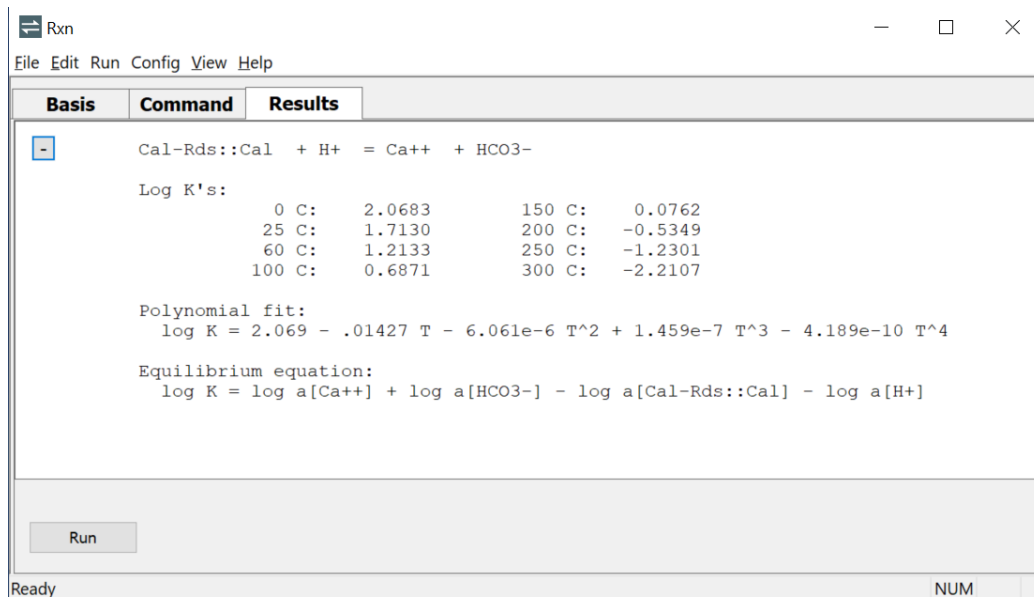 Rxn
File Edit Run Config View Help
Basis Command Results
- Cal-Rds::Cal + H+ = Ca++ + HCO3-
Log K's:
0 C: 2.0683 150 C: 0.0762
25 C: 1.7130 200 C: -0.5349
60 C: 1.2133 250 C: -1.2301
100 C: 0.6871 300 C: -2.2107
Polynomial fit:
log K = 2.069 - .01427 T - 6.061e-6 T^2 + 1.459e-7 T^3 - 4.189e-10 T^4
Equilibrium equation:
log K = log a[Ca++] + log a[HCO3-] - log a[Cal-Rds::Cal] - log a[H+]
Run
Ready NUM